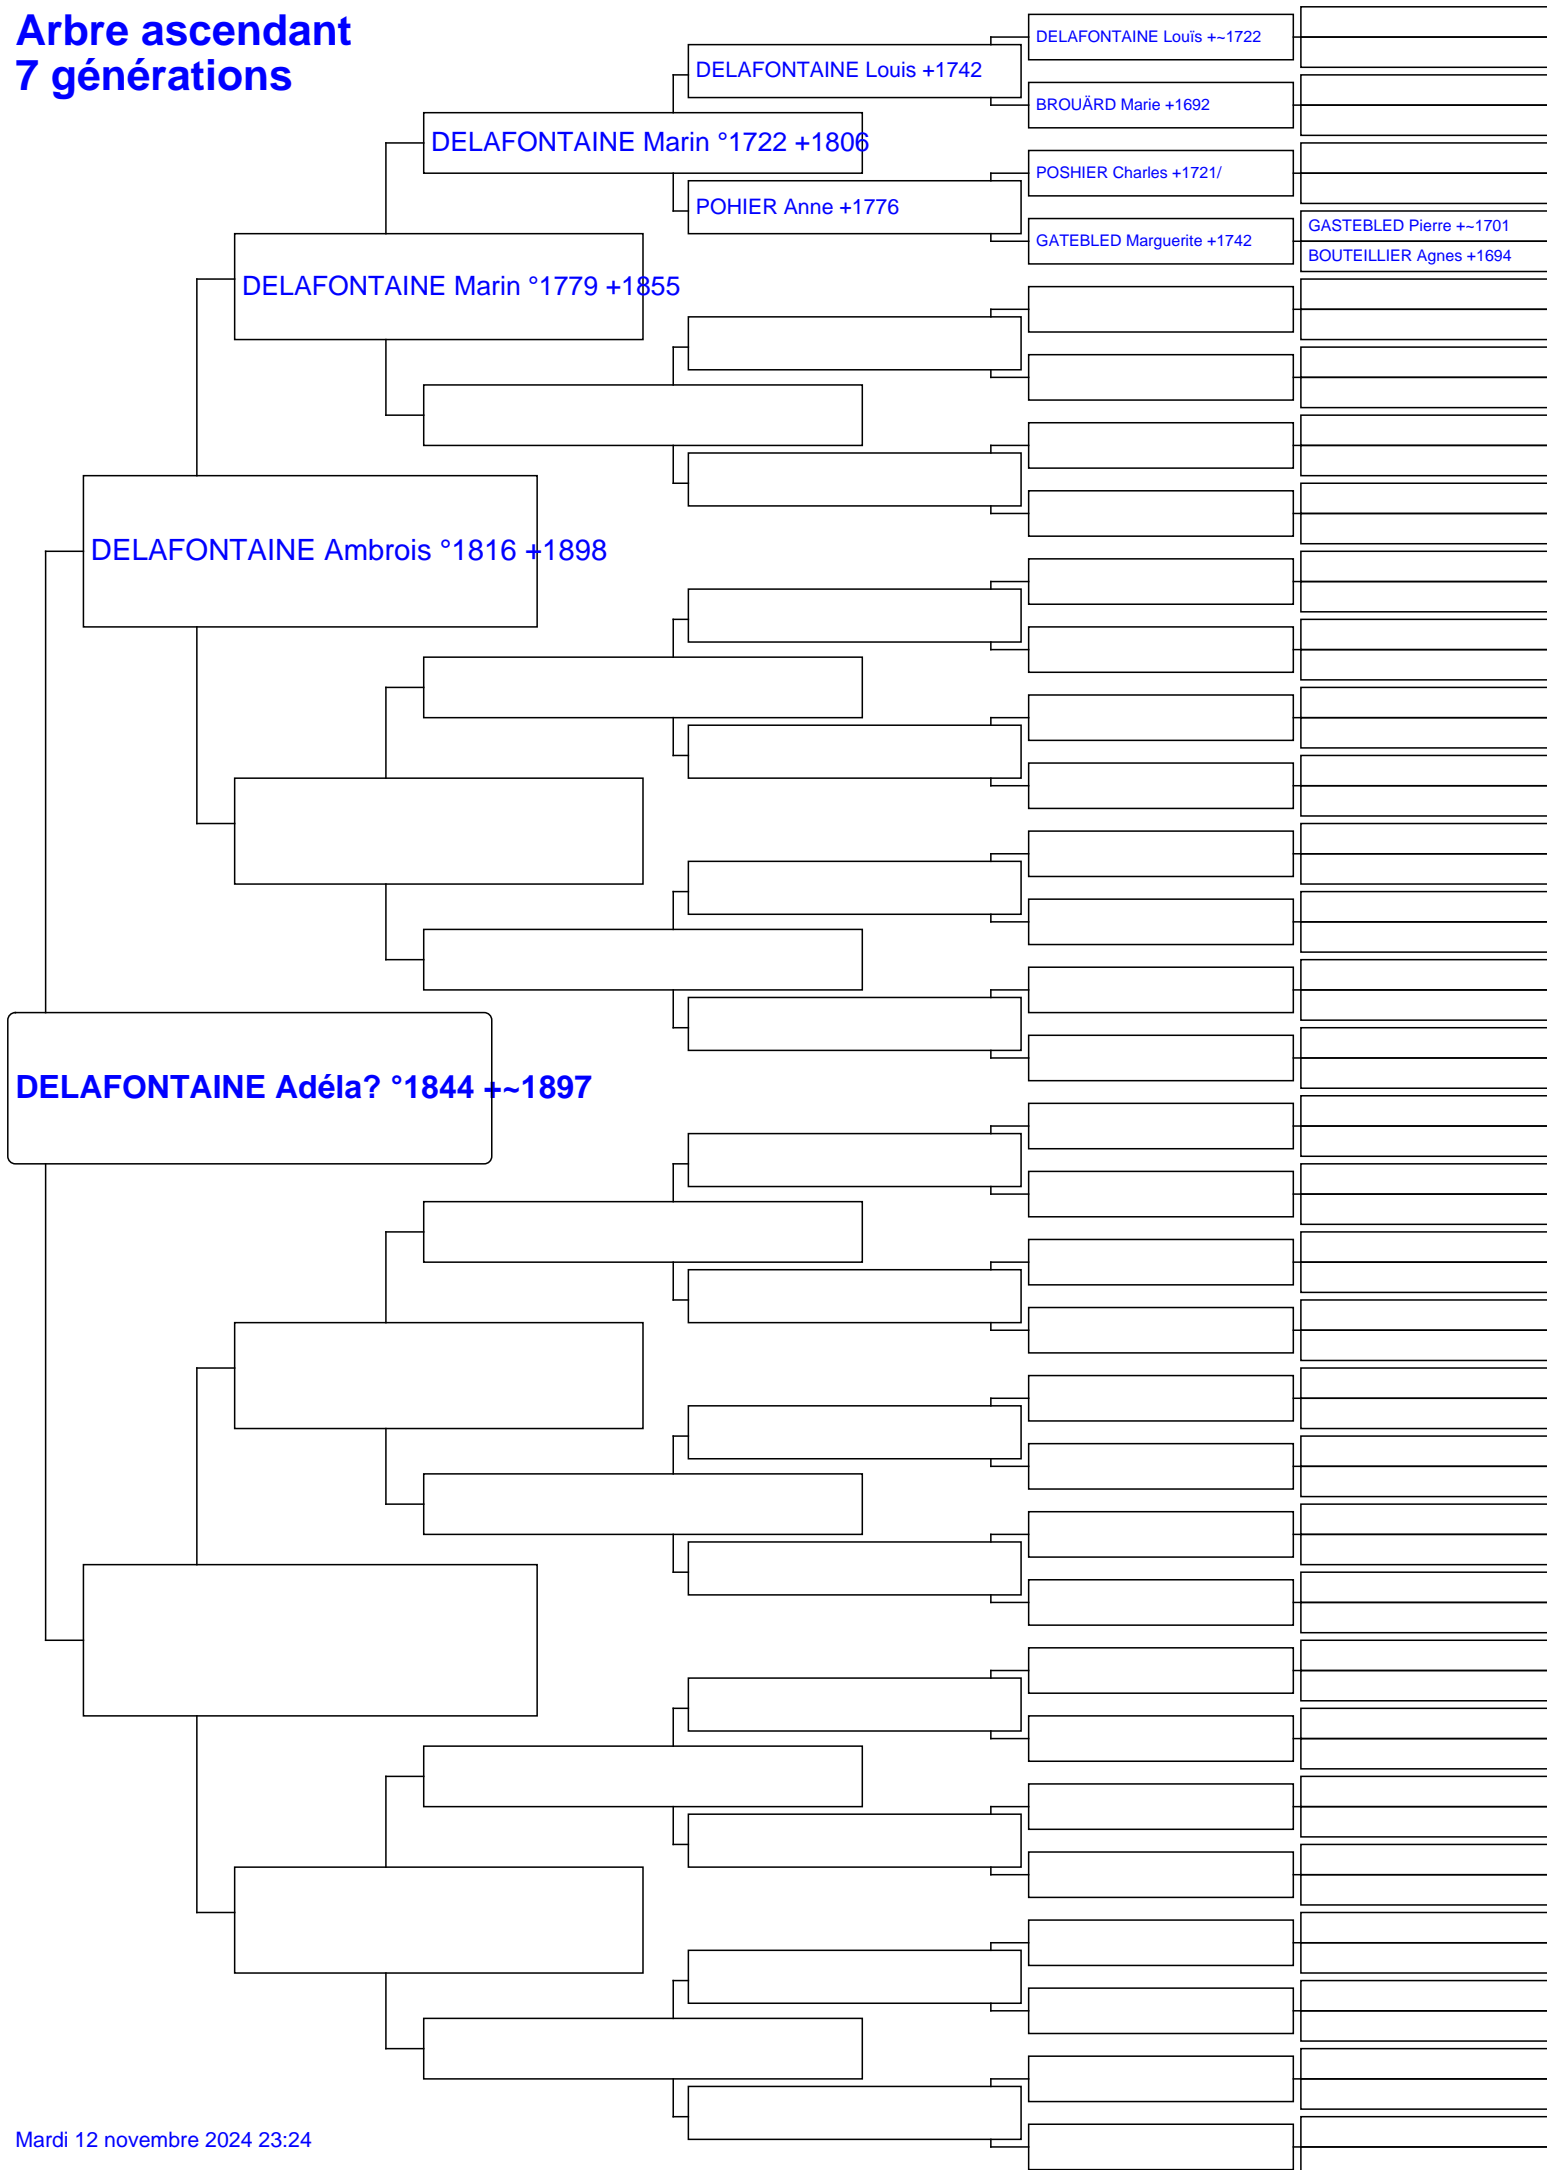 Arbre ascendant
7 générations
DELAFONTAINE Louïs +~1722
DELAFONTAINE Louis +1742
BROUÄRD Marie +1692
DELAFONTAINE Marin °1722 +1806
POSHIER Charles +1721/
POHIER Anne +1776
GASTEBLED Pierre +~1701
GATEBLED Marguerite +1742
BOUTEILLIER Agnes +1694
DELAFONTAINE Marin °1779 +1855
DELAFONTAINE Ambrois °1816 +1898
DELAFONTAINE Adéla? °1844 +~1897
Mardi 12 novembre 2024 23:24